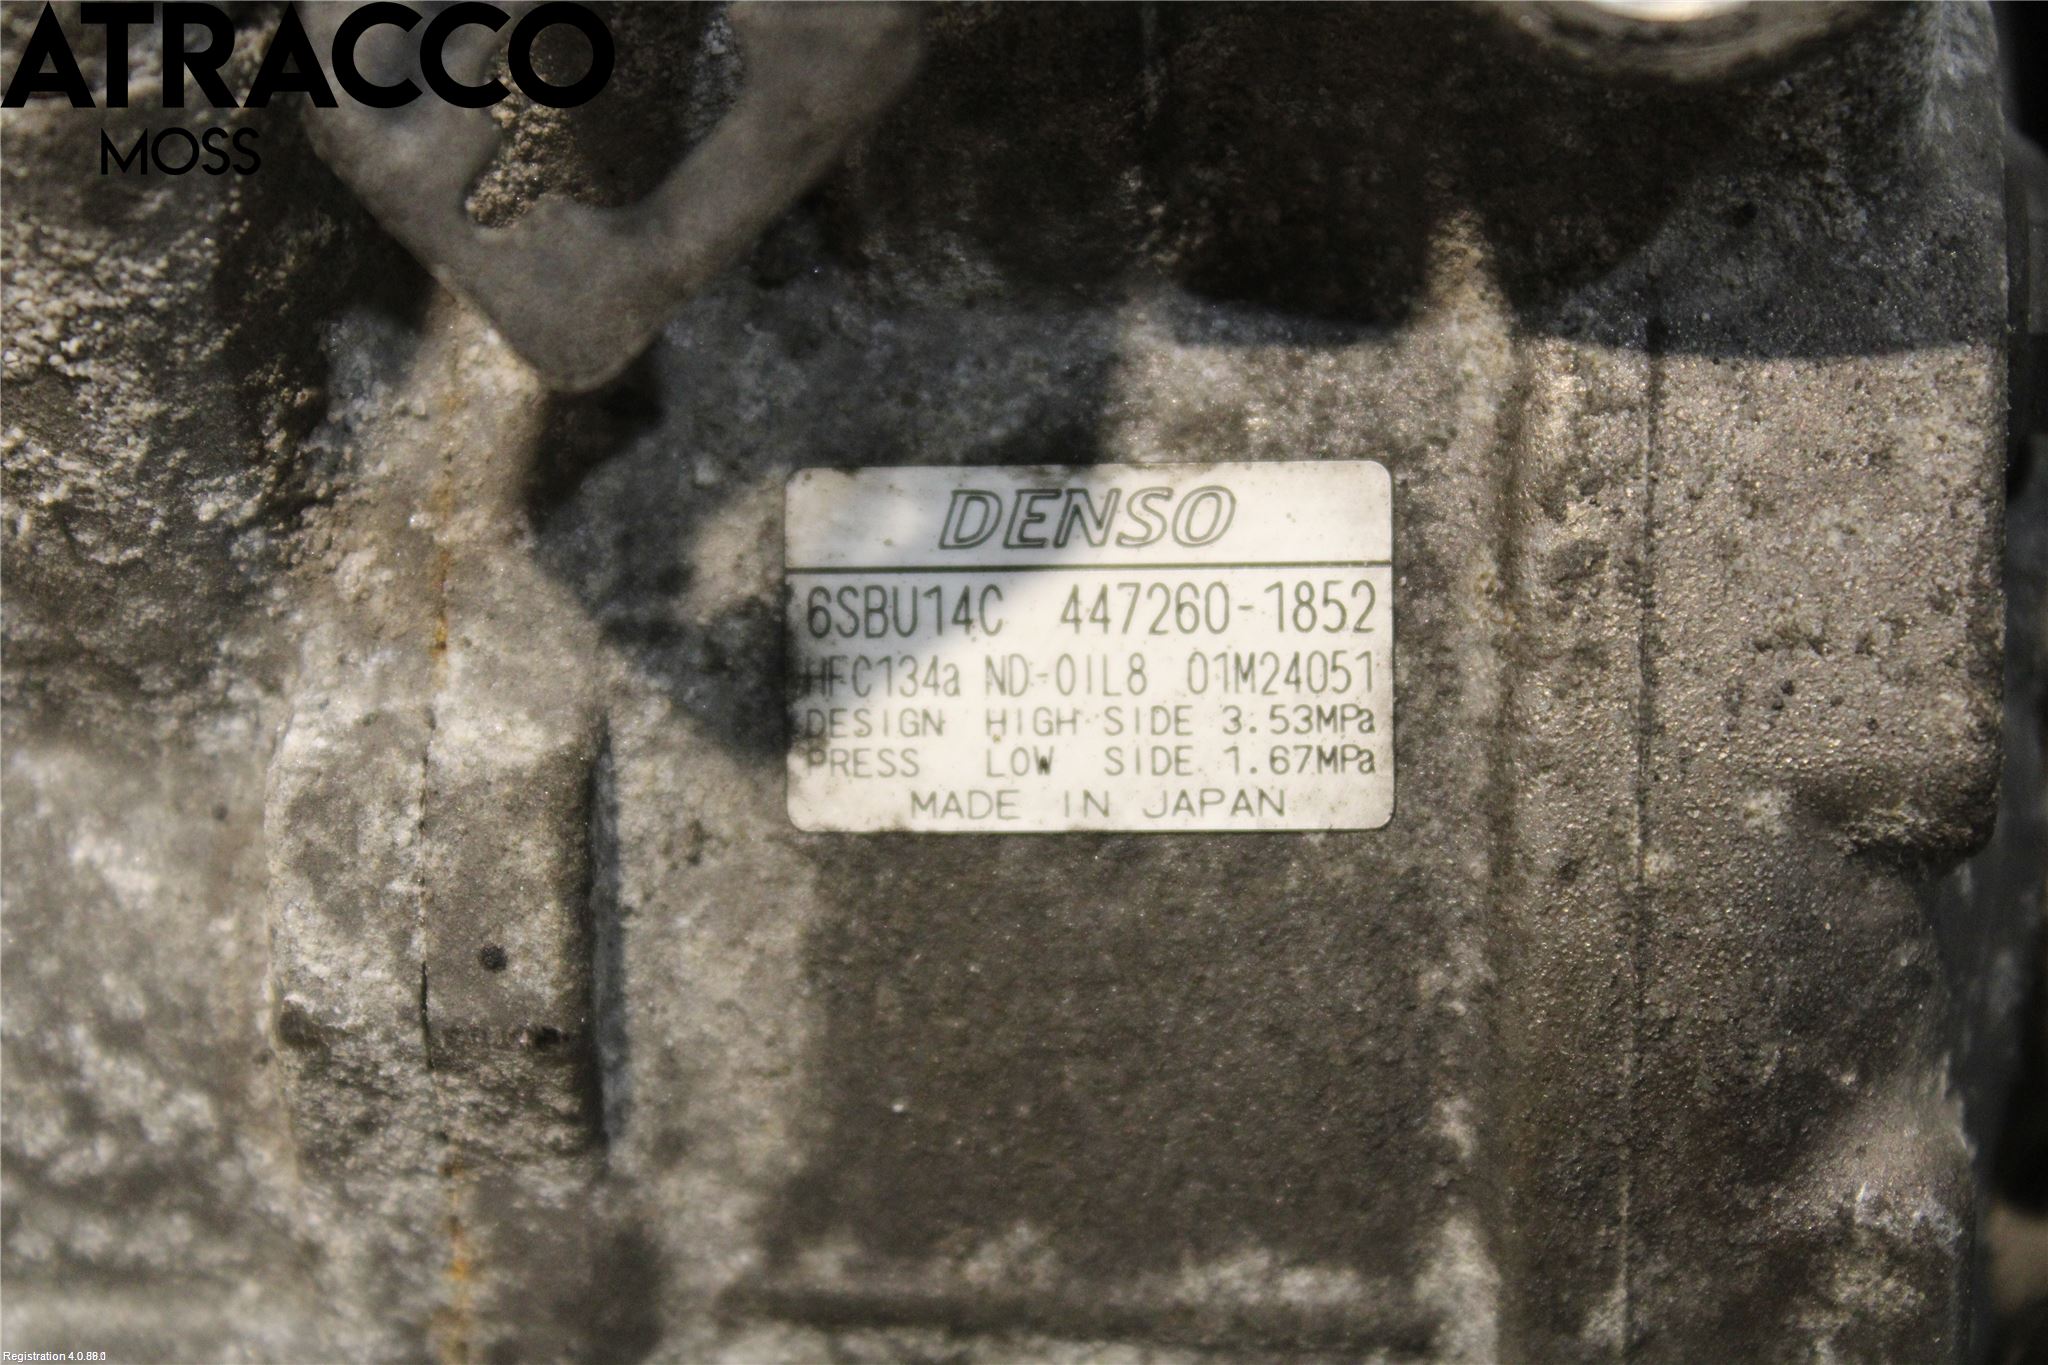 ATRACCO
MOSS
DENSO
6SBU14C 447260-1852
HFC134a ND-OIL8 01M24051
DESIGN HIGH SIDE 3.53MPa
PRESS LOW SIDE 1.67MPa
MADE IN JAPAN